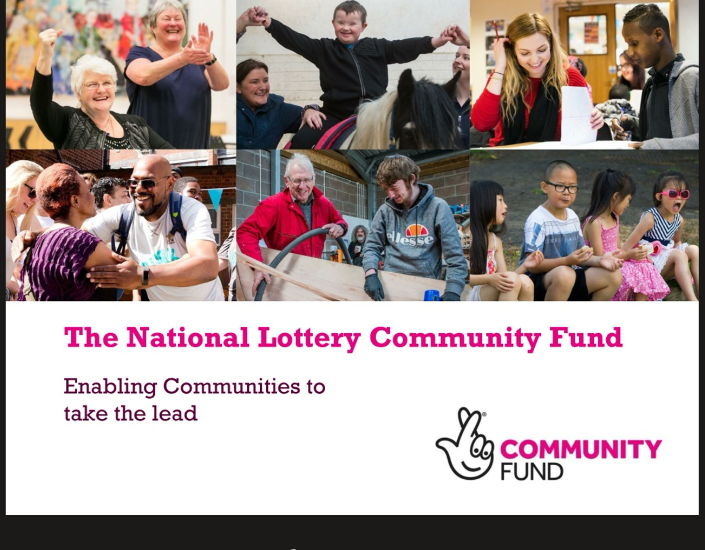 ellesse
The National Lottery Community Fund
Enabling Communities to
take the lead
COMMUNITY
FUND